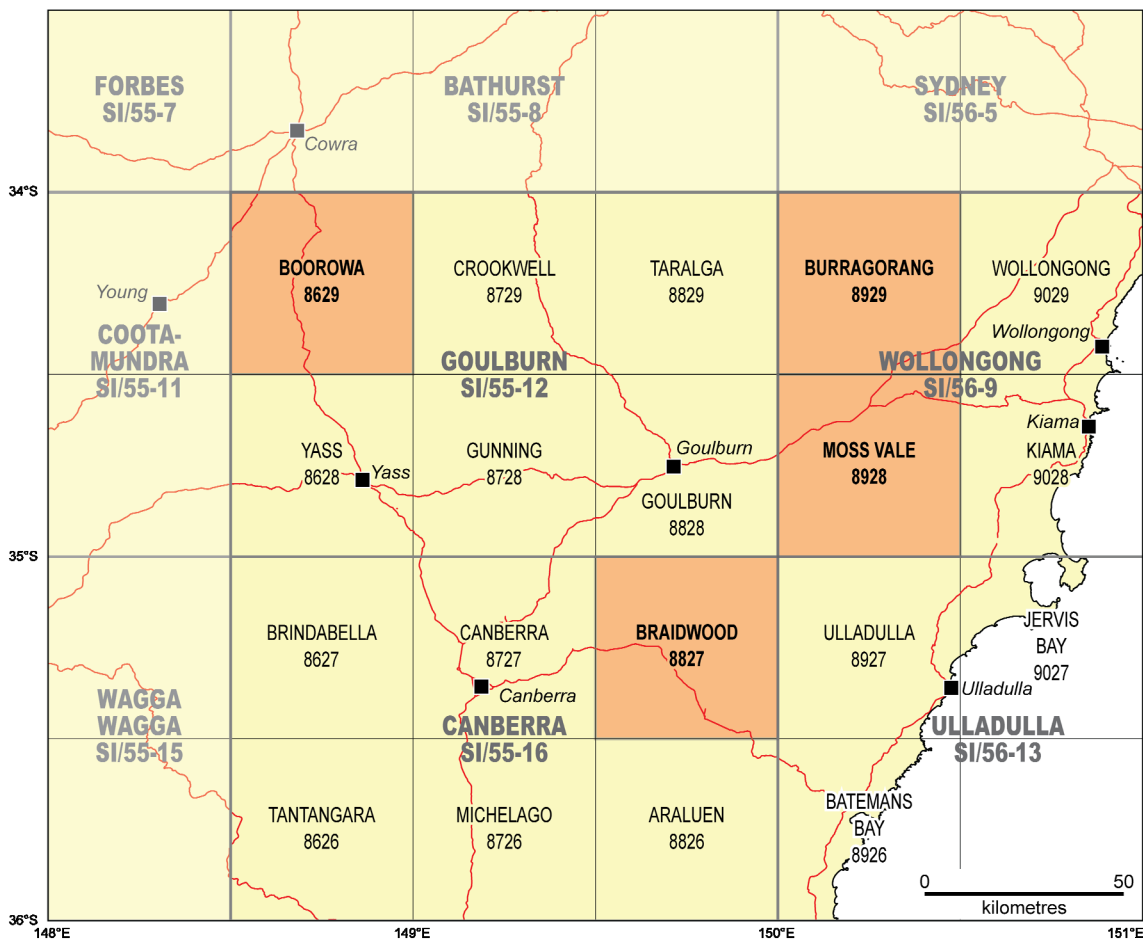 FORBES
SI/55-7
BATHURST
SI/55-8
SYDNEY
SI/56-5
Cowra
34°S
BOOROWA
8629
CROOKWELL
8729
TARALGA
8829
BURRAGORANG
8929
WOLLONGONG
9029
Young
Wollongong
COOTA-
MUNDRA
SI/55-11
GOULBURN
SI/55-12
WOLLONGONG
SI/56-9
Kiama
YASS
8628
Yass
GUNNING
8728
Goulburn
GOULBURN
8828
MOSS VALE
8928
KIAMA
9028
35°S
BRINDABELLA
8627
CANBERRA
8727
BRAIDWOOD
8827
ULLADULLA
8927
JERVIS
BAY
9027
Canberra
Ulladulla
WAGGA
WAGGA
SI/55-15
CANBERRA
SI/55-16
ULLADULLA
SI/56-13
TANTANGARA
8626
MICHELAGO
8726
ARALUEN
8826
BATEMANS
BAY
8926
0 50
kilometres
36°S
148°E 149°E 150°E 151°E